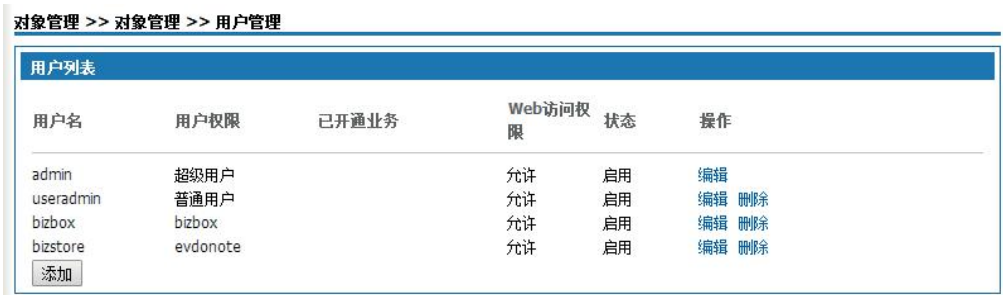 对象管理 >> 对象管理 >> 用户管理
用户列表
用户名 用户权限 已开通业务 Web访问权限 状态 操作
admin 超级用户 允许 启用 编辑
useradmin 普通用户 允许 启用 编辑 删除
bizbox bizbox 允许 启用 编辑 删除
bizstore evdonote 允许 启用 编辑 删除
添加